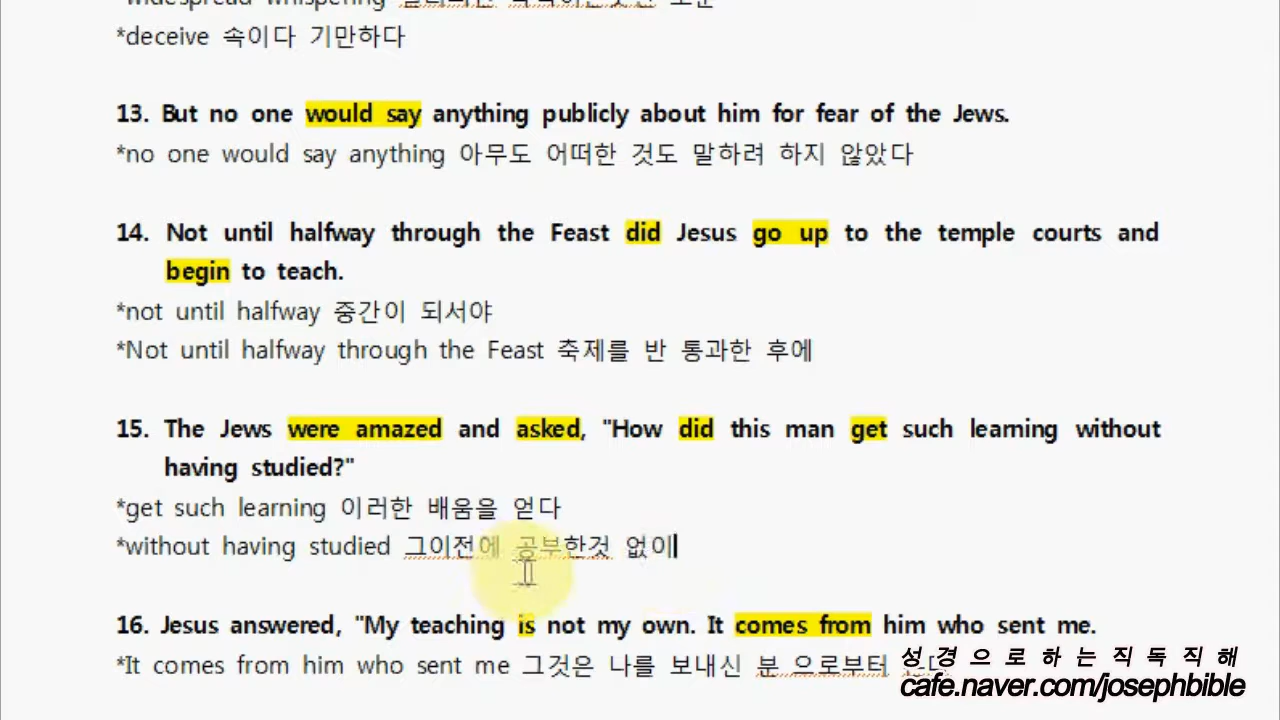 *deceive 속이다 기만하다
13. But no one would say anything publicly about him for fear of the Jews.
*no one would say anything 아무도 어떠한 것도 말하려 하지 않았다
14. Not until halfway through the Feast did Jesus go up to the temple courts and
begin to teach.
*not until halfway 중간이 되서야
*Not until halfway through the Feast 축제를 반 통과한 후에
15. The Jews were amazed and asked, "How did this man get such learning without
having studied?"
*get such learning 이러한 배움을 얻다
*without having studied 그이전에 공부한것 없이
16. Jesus answered, "My teaching is not my own. It comes from him who sent me.
*It comes from him who sent me 그것은 나를 보내신 분 으로부터
성경으로하는직독직해
cafe.naver.com/josephbible